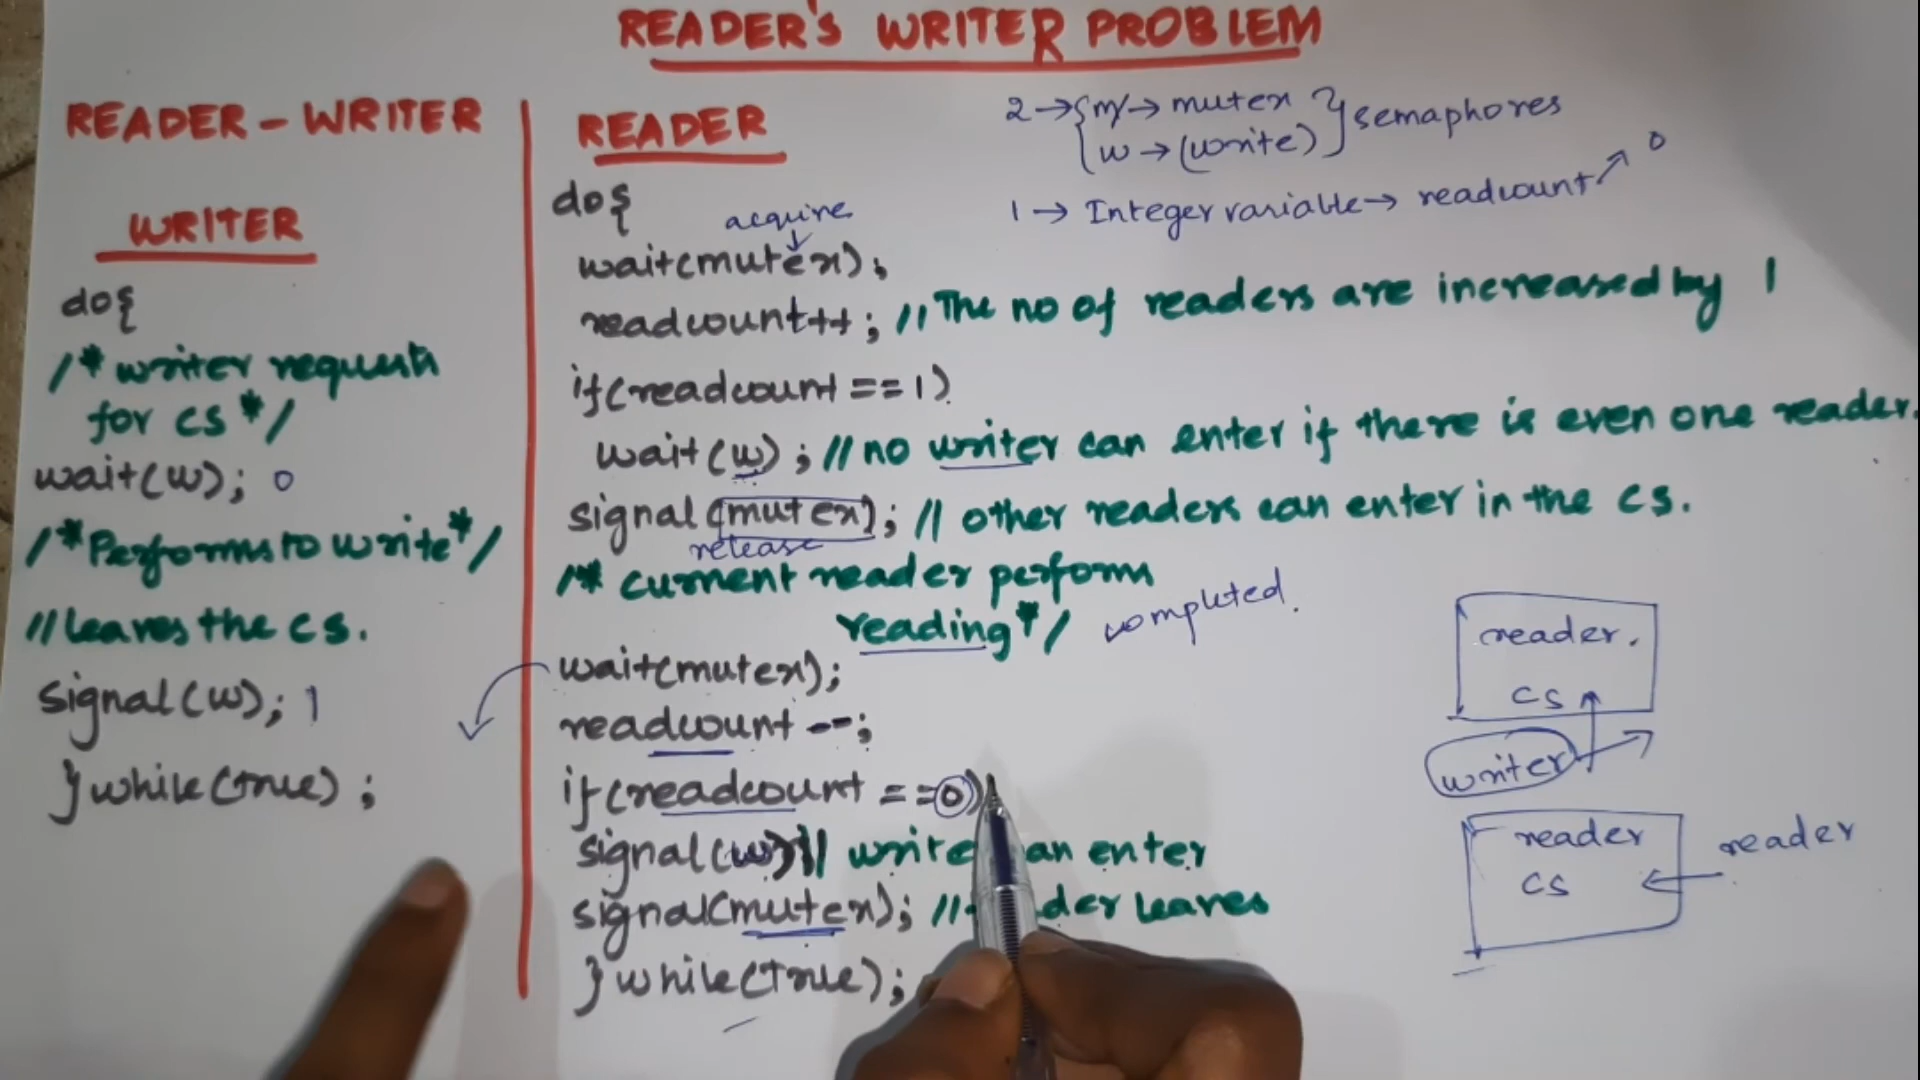 READER'S WRITER PROBLEM
READER - WRITER
WRITER
do{
/* writer requests
for CS */
wait(w); 0
/* Performs to write */
// leaves the CS.
signal(w); 1
} while(true);
READER
2 → { m → mutex
w → (write) } semaphores
1 → Integer variable → readcount → 0
do{
acquire
wait(mutex);
readcount++; // The no of readers are increased by 1
if(readcount == 1)
wait(w); // no writer can enter if there is even one reader.
signal(mutex); // other readers can enter in the CS.
release
/* current reader perform
reading */ completed.
wait(mutex);
readcount --;
if(readcount == 0)
signal(w) // can enter
signal(mutex); // leaves
} while(true);
reader.
CS
writer
reader
CS
reader